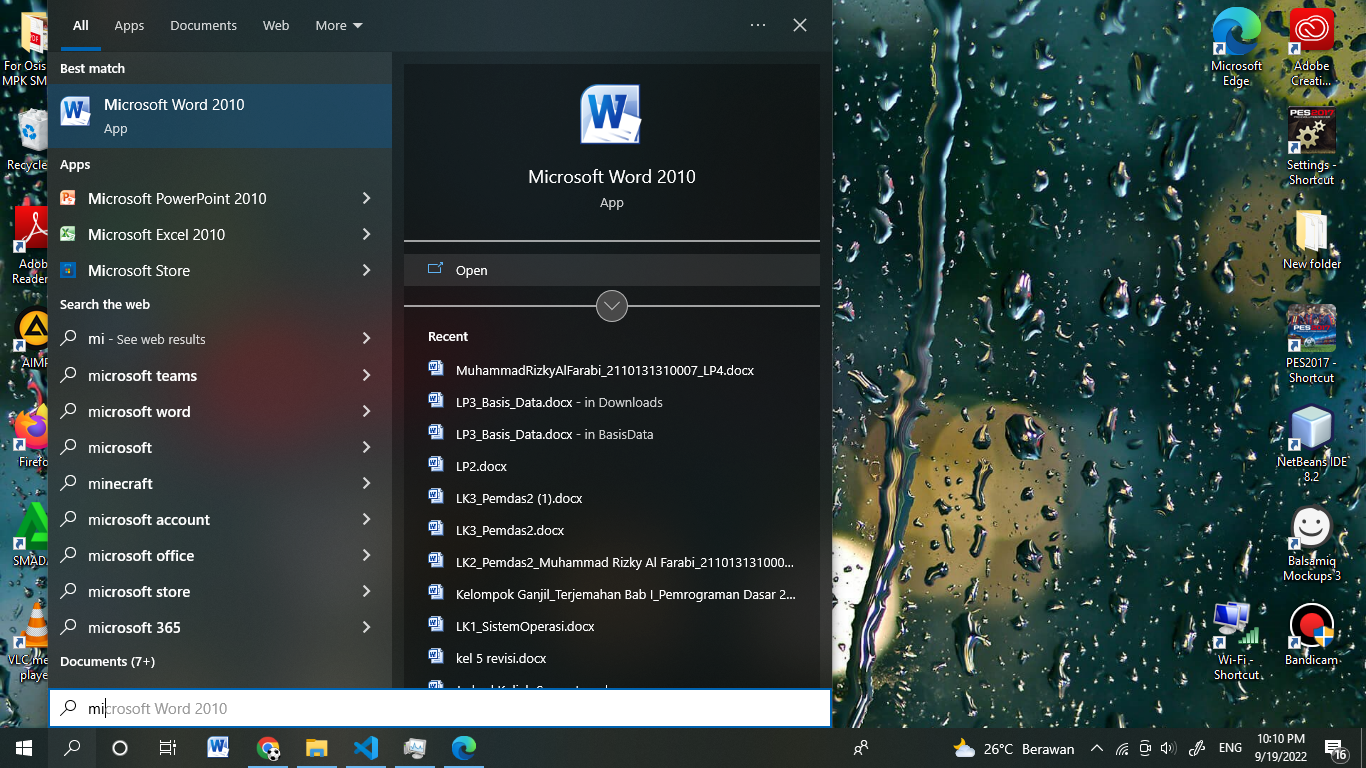 All Apps Documents Web More
Best match
Microsoft Word 2010
App
Apps
Microsoft PowerPoint 2010
Microsoft Excel 2010
Microsoft Store
Search the web
mi - See web results
microsoft teams
microsoft word
microsoft
minecraft
microsoft account
microsoft office
microsoft store
microsoft 365
Documents (7+)
microsoft Word 2010
Microsoft Word 2010
App
Open
Recent
MuhammadRizkyAlFarabi_2110131310007_LP4.docx
LP3_Basis_Data.docx - in Downloads
LP3_Basis_Data.docx - in BasisData
LP2.docx
LK3_Pemdas2 (1).docx
LK3_Pemdas2.docx
LK2_Pemdas2_Muhammad Rizky Al Farabi_211013131000...
Kelompok Ganjil_Terjemahan Bab I_Pemrograman Dasar 2...
LK1_SistemOperasi.docx
kel 5 revisi.docx
For Osis
MPK SM
Recycle
Adob
Reader
AIMP
Firefo
SMAD
VLC me
playe
Microsoft
Edge
Adobe
Creati...
PES2017
Settings -
Shortcut
New folder
PES2017
PES2017 -
Shortcut
NetBeans IDE
8.2
Balsamiq
Mockups 3
Wi-Fi -
Shortcut
Bandicam
26°C Berawan
ENG
10:10 PM
9/19/2022
16